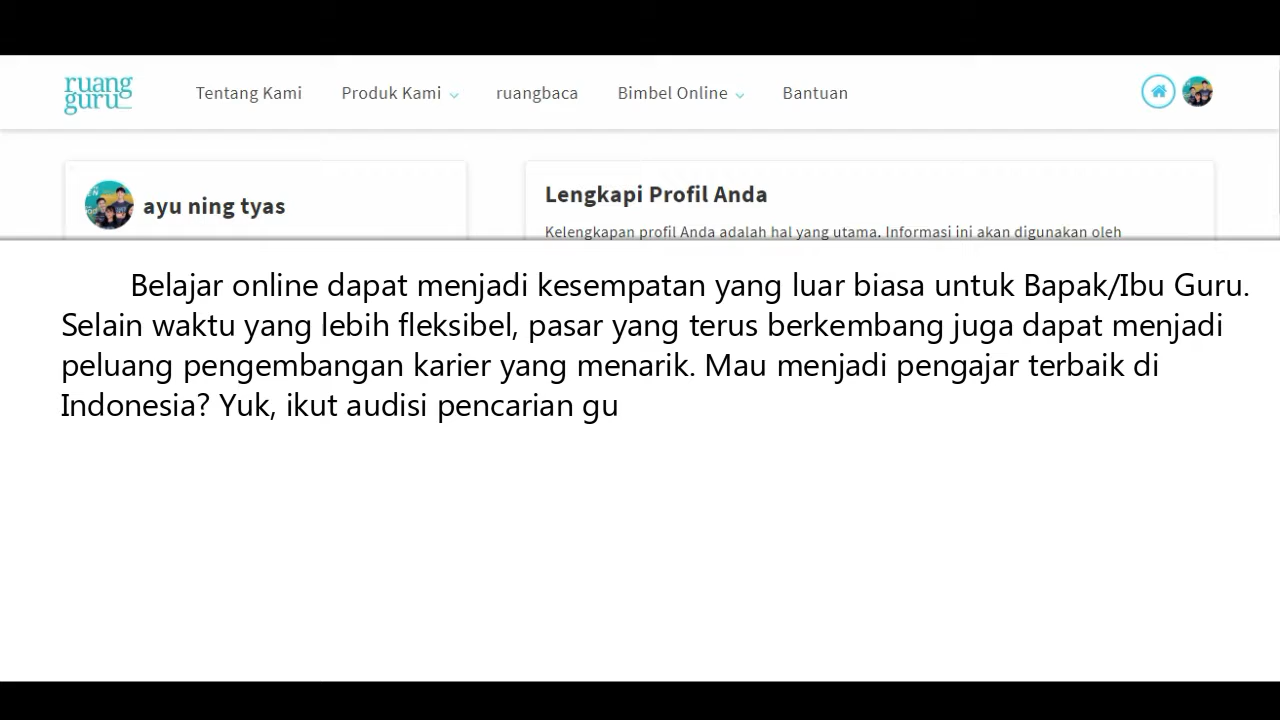 ruang
guru
Tentang Kami
Produk Kami
ruangbaca
Bimbel Online
Bantuan
ayu ning tyas
Lengkapi Profil Anda
Kelengkapan profil Anda adalah hal yang utama. Informasi ini akan digunakan oleh
Belajar online dapat menjadi kesempatan yang luar biasa untuk Bapak/Ibu Guru.
Selain waktu yang lebih fleksibel, pasar yang terus berkembang juga dapat menjadi
peluang pengembangan karier yang menarik. Mau menjadi pengajar terbaik di
Indonesia? Yuk, ikut audisi pencarian gu